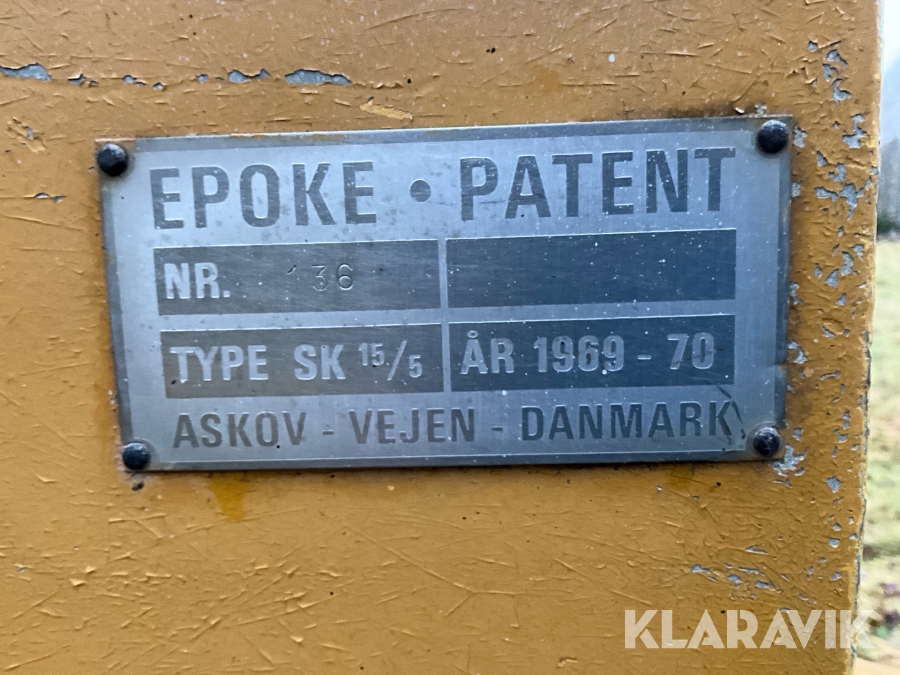 EPOKE • PATENT
NR. 136
TYPE SK 15/5 ÅR 1969 - 70
ASKOV - VEJEN - DANMARK
KLARAVIK